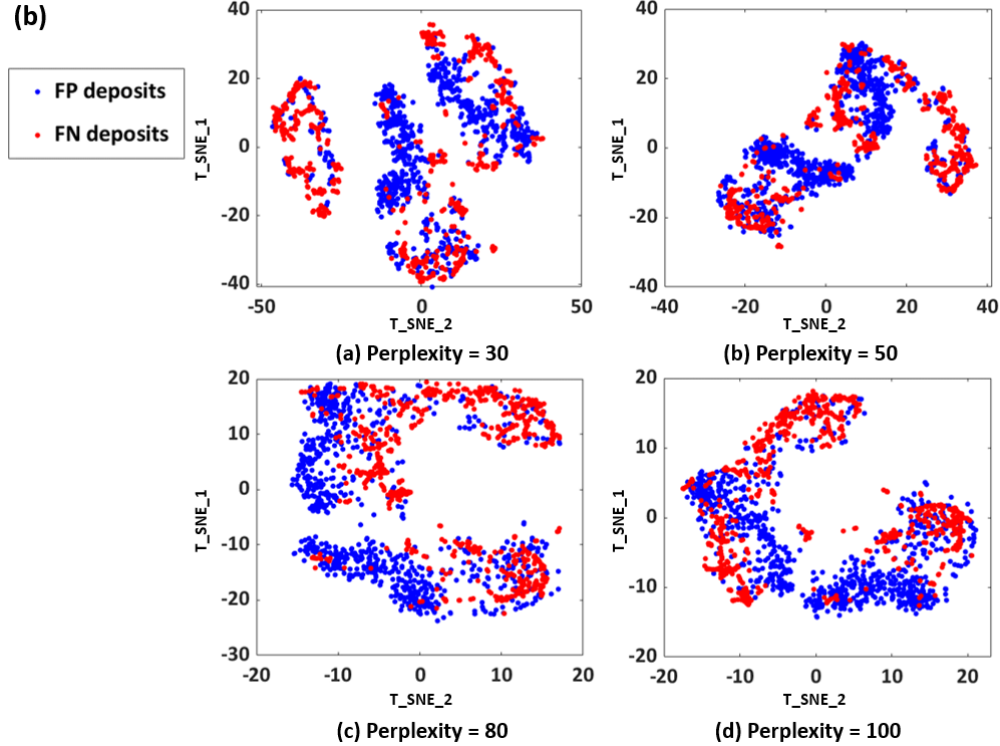 (b)
FP deposits
FN deposits
40
20
0
-20
-40
T_SNE_1
-50
0
50
T_SNE_2
(a) Perplexity = 30
40
20
0
-20
-40
T_SNE_1
-40
-20
0
20
40
T_SNE_2
(b) Perplexity = 50
20
10
0
-10
-20
-30
T_SNE_1
-20
-10
0
10
20
T_SNE_2
(c) Perplexity = 80
20
10
0
-10
-20
T_SNE_1
-20
-10
0
10
20
T_SNE_2
(d) Perplexity = 100